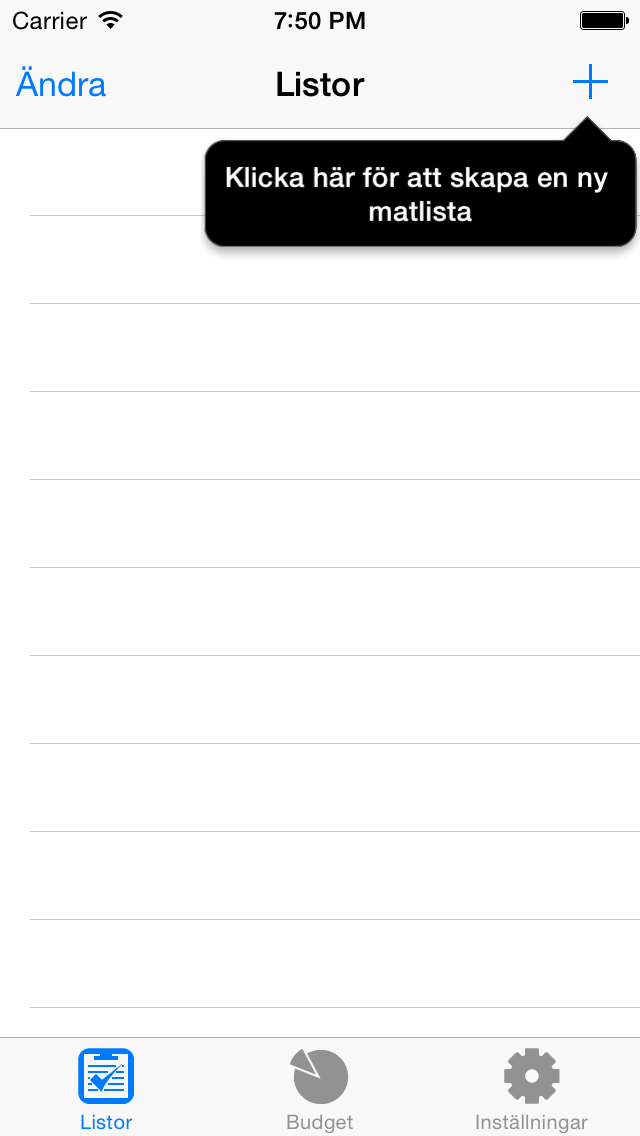 Carrier 7:50 PM
Ändra Listor
Klicka här för att skapa en ny
matlista
Listor Budget Inställningar